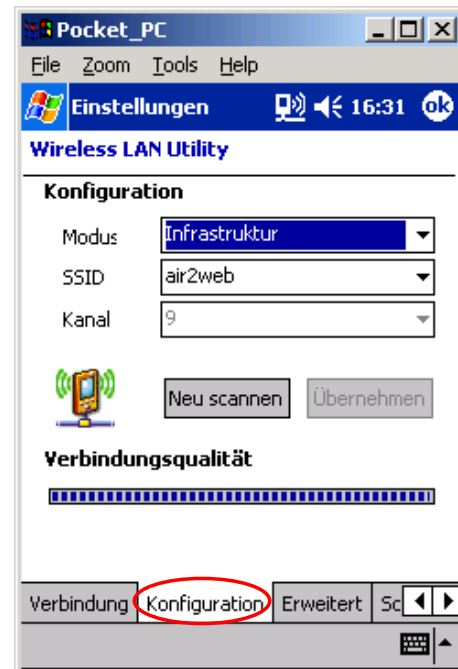 Pocket_PC
File Zoom Tools Help
Einstellungen 16:31 ok
Wireless LAN Utility
Konfiguration
Modus Infrastruktur
SSID air2web
Kanal 9
Neu scannen Übernehmen
Verbindungsqualität
Verbindung Konfiguration Erweitert Sc